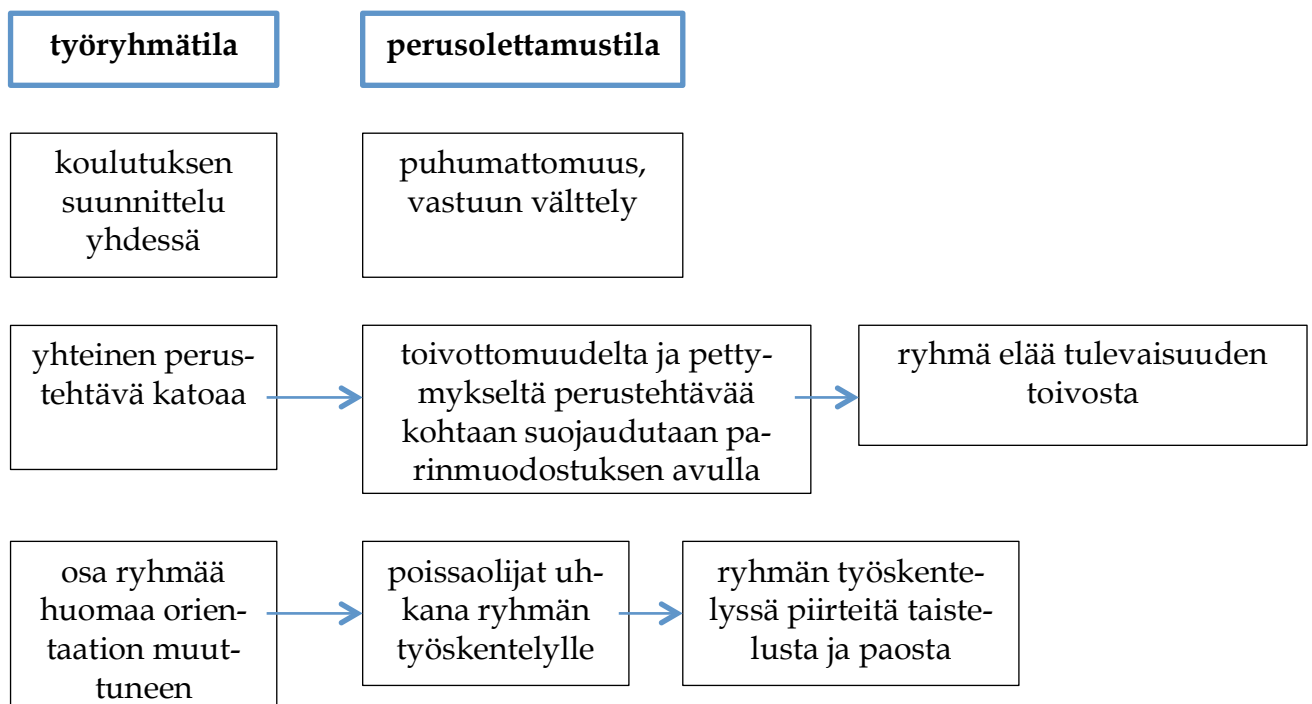 työryhmätila
perusolettamustila
koulutuksen
suunnittelu
yhdessä
puhumattomuus,
vastuun välttely
yhteinen perus-
tehtävä katoaa
toivottomuudelta ja petty-
mykseltä perustehtävää
kohtaan suojaudutaan pa-
rinmuodostuksen avulla
ryhmä elää tulevaisuuden
toivosta
osa ryhmää
huomaa orien-
taation muut-
tuneen
poissaolijat uh-
kana ryhmän
työskentelylle
ryhmän työskente-
lyssä piirteitä taiste-
lusta ja paosta